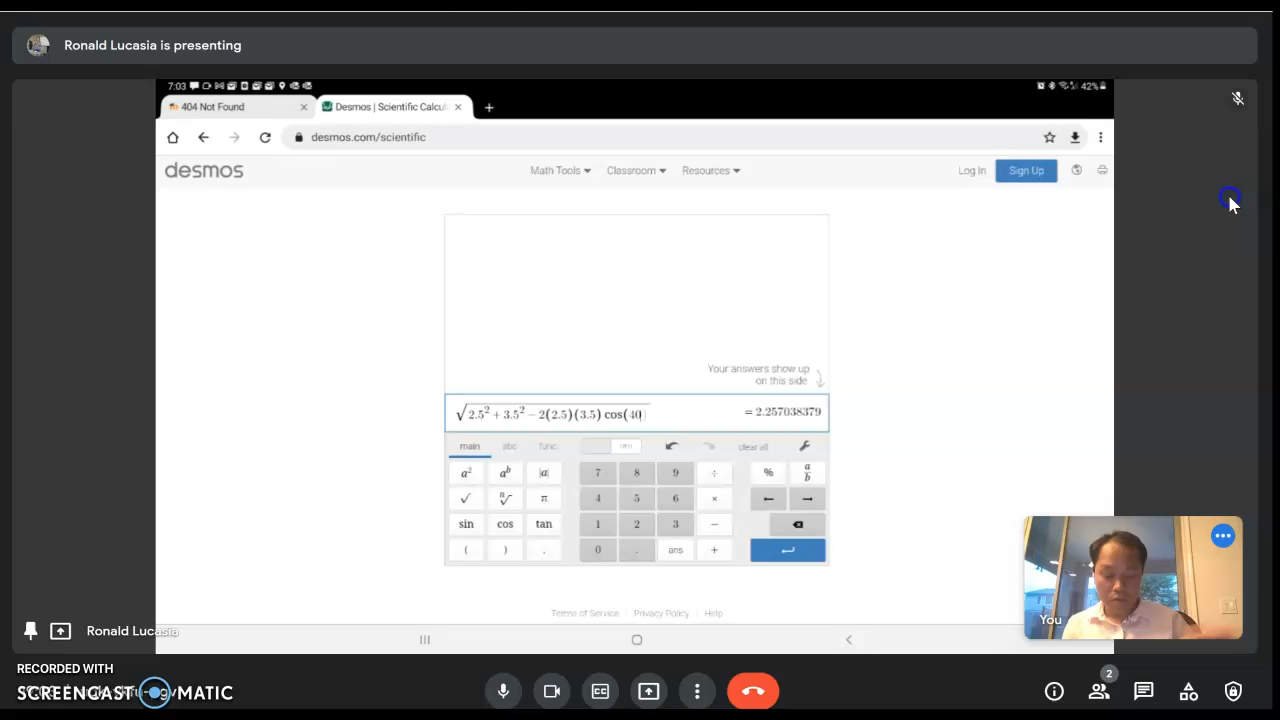 Ronald Lucasia is presenting
7:03 42%
404 Not Found × Desmos | Scientific Calcul × +
desmos.com/scientific
desmos Math Tools Classroom Resources Log In Sign Up
Your answers show up
on this side
√2.5² + 3.5² − 2(2.5)(3.5) cos(40) = 2.257038379
main abc func clear all
a² aᵇ |a| 7 8 9 ÷ % a/b
√ ⁿ√ π 4 5 6 × ← →
sin cos tan 1 2 3 −
( ) . 0 . ans +
Terms of Service Privacy Policy Help
You
Ronald Lucasia
RECORDED WITH
SCREENCAST MATIC
2